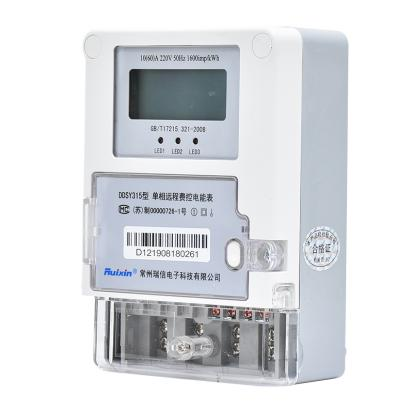 10(60)A 220V 50Hz 1600imp/kWh
GB/T17215.321-2008
LED1 LED2 LED3
DDSY315型 单相远程费控电能表
MC (苏)制00000726-1号
D121908180261
Ruixin® 常州瑞信电子科技有限公司
合格证